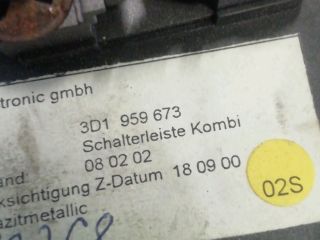 tronic gmbh
3D1 959 673
Schalterleiste Kombi
and: 08 02 02
ksichtigung Z-Datum 18 09 00
azitmetallic
02S